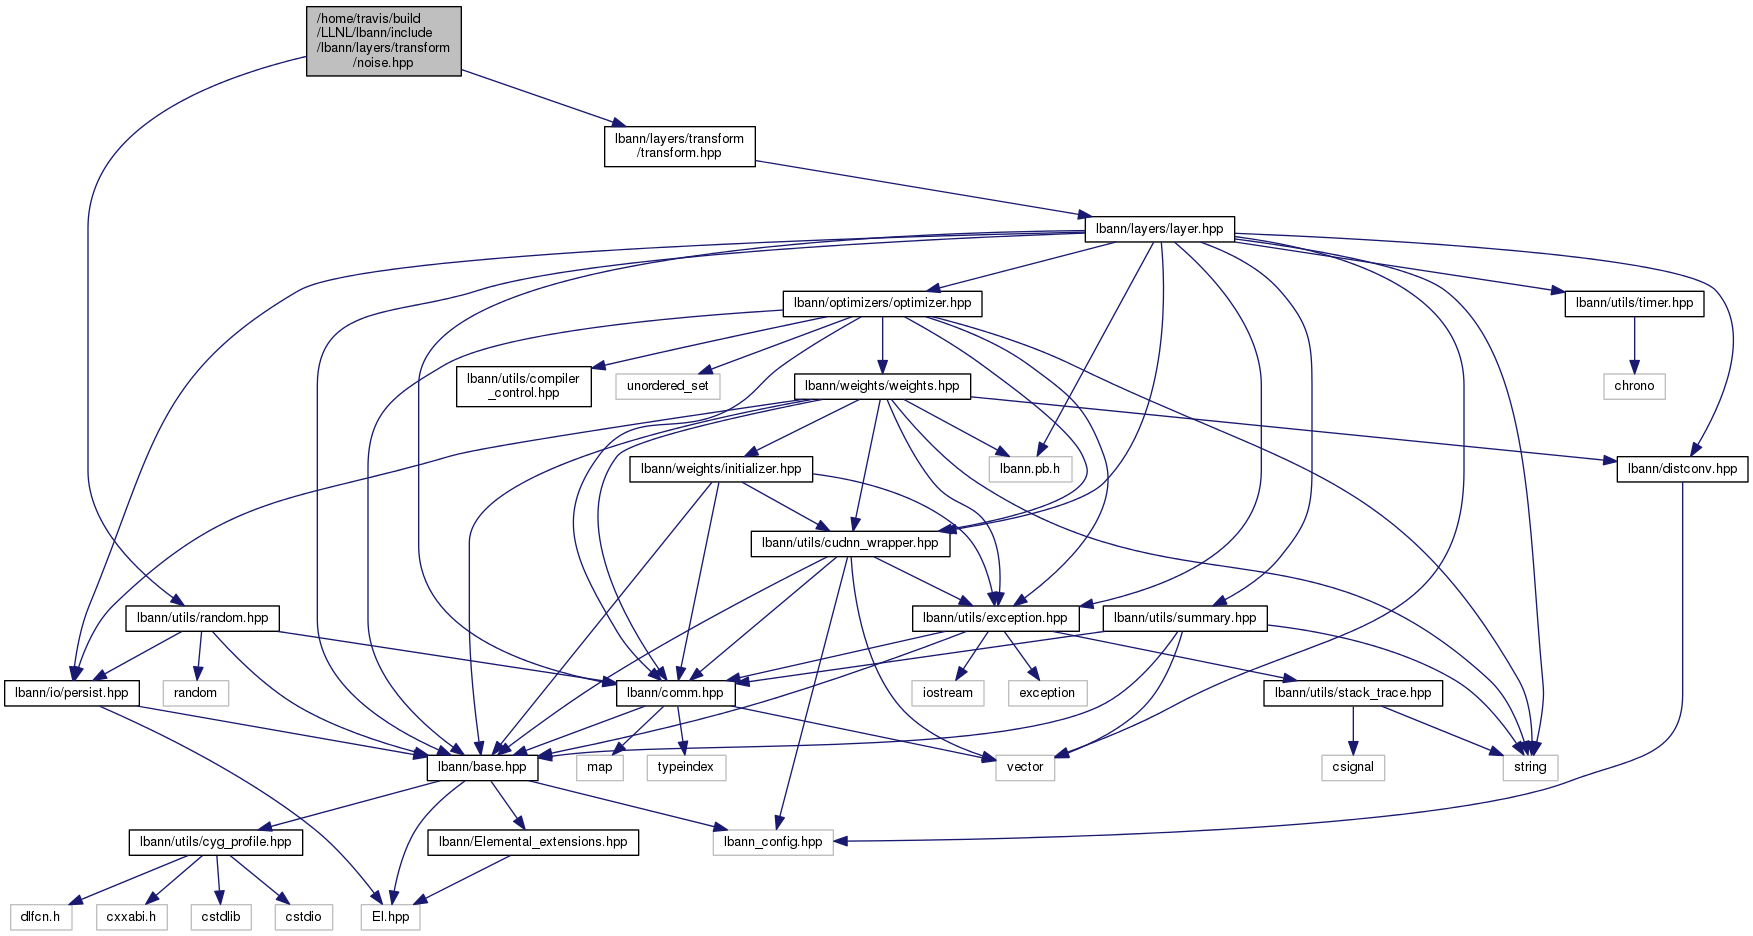 /home/travis/build
/LLNL/lbann/include
/lbann/layers/transform
/noise.hpp
lbann/layers/transform
/transform.hpp
lbann/layers/layer.hpp
lbann/optimizers/optimizer.hpp
lbann/utils/timer.hpp
lbann/utils/compiler
_control.hpp
unordered_set
lbann/weights/weights.hpp
chrono
lbann/weights/initializer.hpp
lbann.pb.h
lbann/distconv.hpp
lbann/utils/cudnn_wrapper.hpp
lbann/utils/random.hpp
lbann/utils/exception.hpp
lbann/utils/summary.hpp
lbann/io/persist.hpp
random
lbann/comm.hpp
iostream
exception
lbann/utils/stack_trace.hpp
lbann/base.hpp
map
typeindex
vector
csignal
string
lbann/utils/cyg_profile.hpp
lbann/Elemental_extensions.hpp
lbann_config.hpp
dlfcn.h
cxxabi.h
cstdlib
cstdio
El.hpp